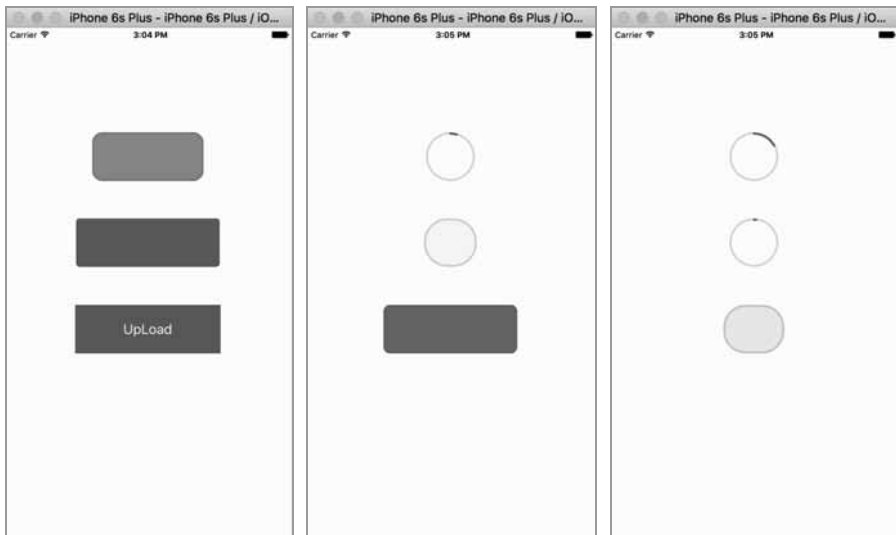 iPhone 6s Plus - iPhone 6s Plus / iO...
Carrier 3:04 PM
UpLoad
iPhone 6s Plus - iPhone 6s Plus / iO...
Carrier 3:05 PM
iPhone 6s Plus - iPhone 6s Plus / iO...
Carrier 3:05 PM